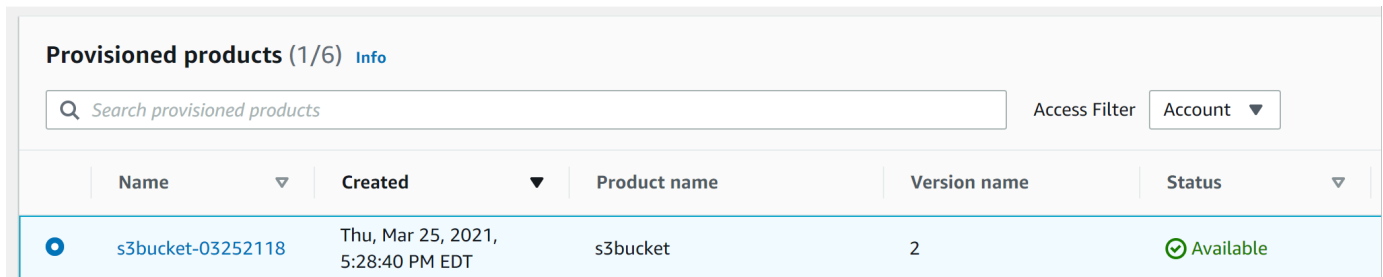 Provisioned products (1/6) Info
Search provisioned products
Access Filter Account
Name Created Product name Version name Status
s3bucket-03252118 Thu, Mar 25, 2021, 5:28:40 PM EDT s3bucket 2 Available